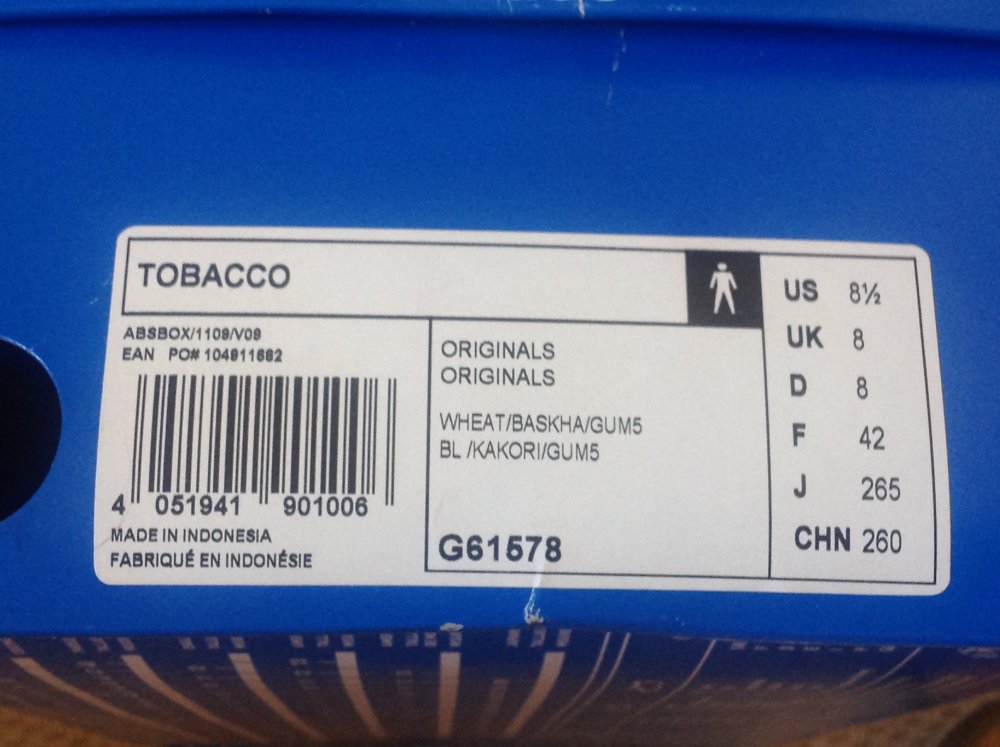 TOBACCO
ABSBOX/1109/V09
EAN PO# 104911682
4 051941 901006
MADE IN INDONESIA
FABRIQUÉ EN INDONÉSIE
ORIGINALS
ORIGINALS
WHEAT/BASKHA/GUM5
BL /KAKORI/GUM5
G61578
US 8½
UK 8
D 8
F 42
J 265
CHN 260